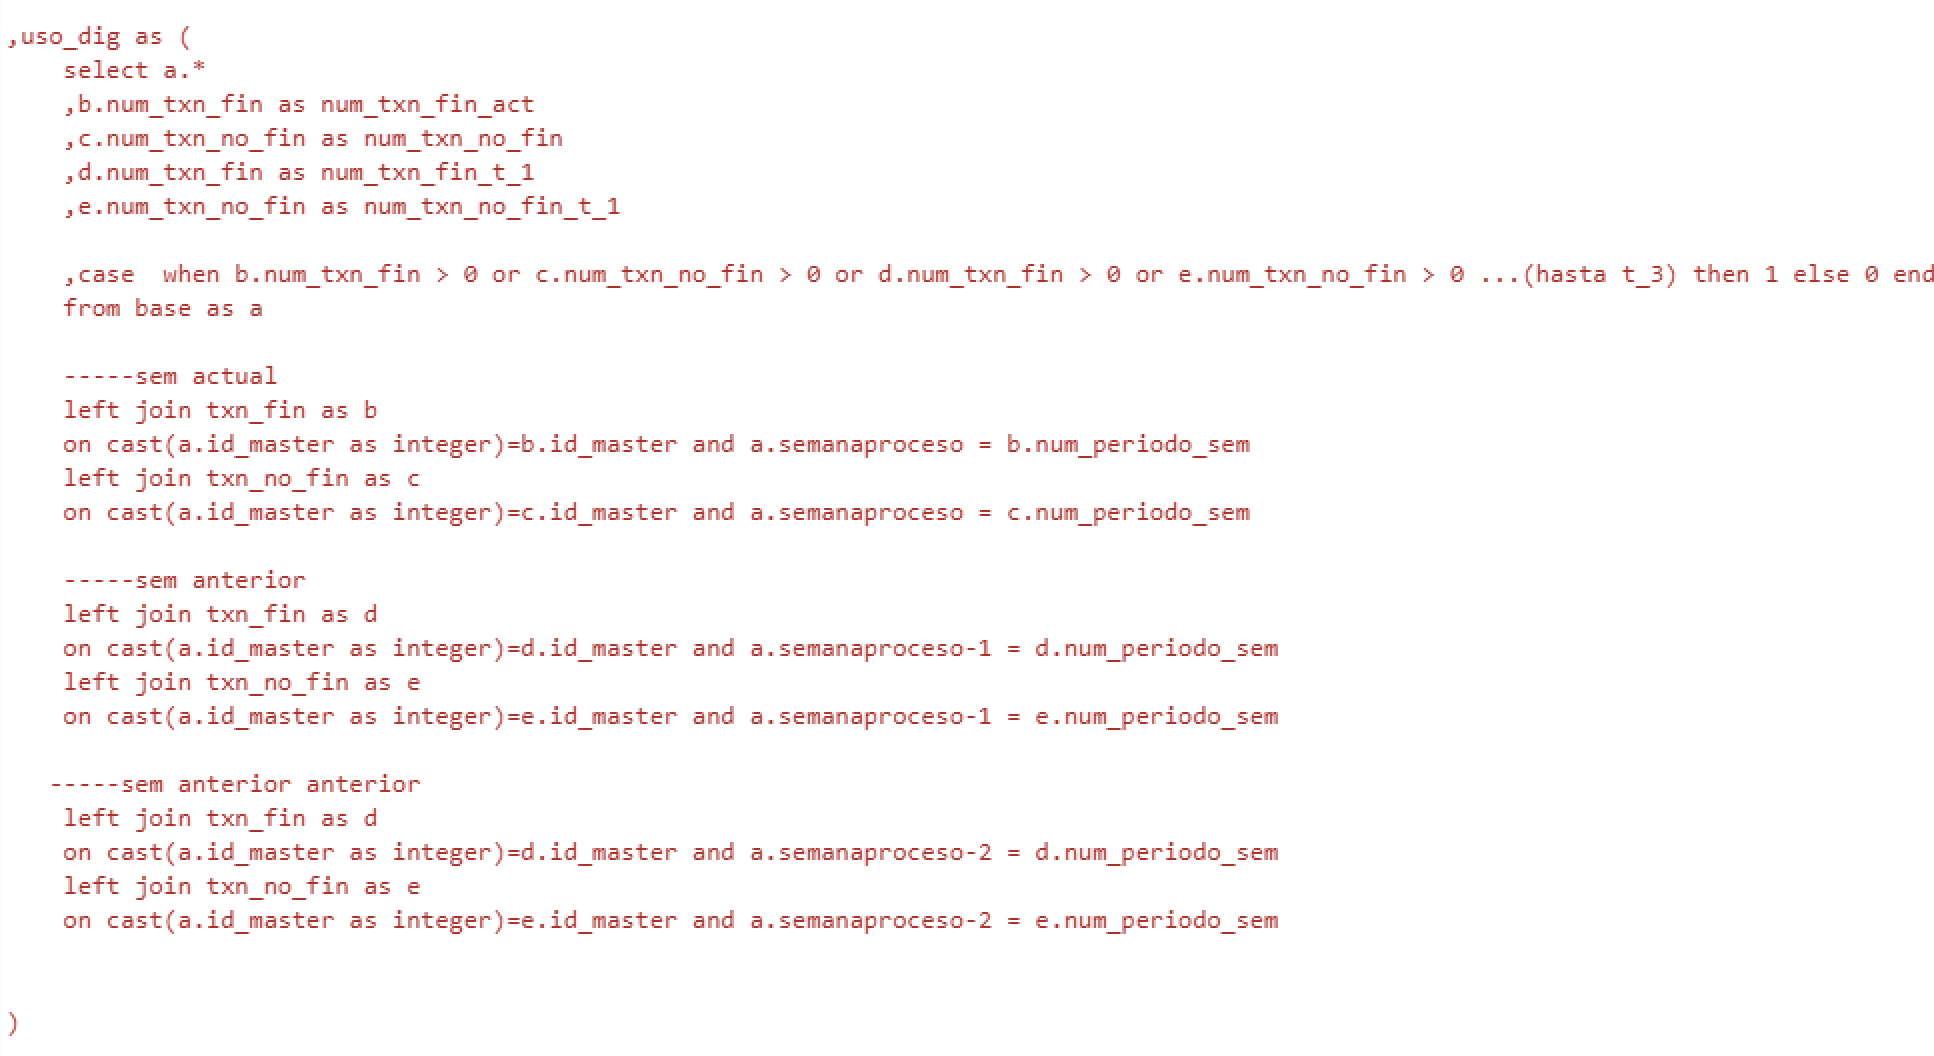 ,uso_dig as (
select a.*
,b.num_txn_fin as num_txn_fin_act
,c.num_txn_no_fin as num_txn_no_fin
,d.num_txn_fin as num_txn_fin_t_1
,e.num_txn_no_fin as num_txn_no_fin_t_1
,case  when b.num_txn_fin > 0 or c.num_txn_no_fin > 0 or d.num_txn_fin > 0 or e.num_txn_no_fin > 0 ...(hasta t_3) then 1 else 0 end
from base as a
-----sem actual
left join txn_fin as b
on cast(a.id_master as integer)=b.id_master and a.semanaproceso = b.num_periodo_sem
left join txn_no_fin as c
on cast(a.id_master as integer)=c.id_master and a.semanaproceso = c.num_periodo_sem
-----sem anterior
left join txn_fin as d
on cast(a.id_master as integer)=d.id_master and a.semanaproceso-1 = d.num_periodo_sem
left join txn_no_fin as e
on cast(a.id_master as integer)=e.id_master and a.semanaproceso-1 = e.num_periodo_sem
-----sem anterior anterior
left join txn_fin as d
on cast(a.id_master as integer)=d.id_master and a.semanaproceso-2 = d.num_periodo_sem
left join txn_no_fin as e
on cast(a.id_master as integer)=e.id_master and a.semanaproceso-2 = e.num_periodo_sem
)